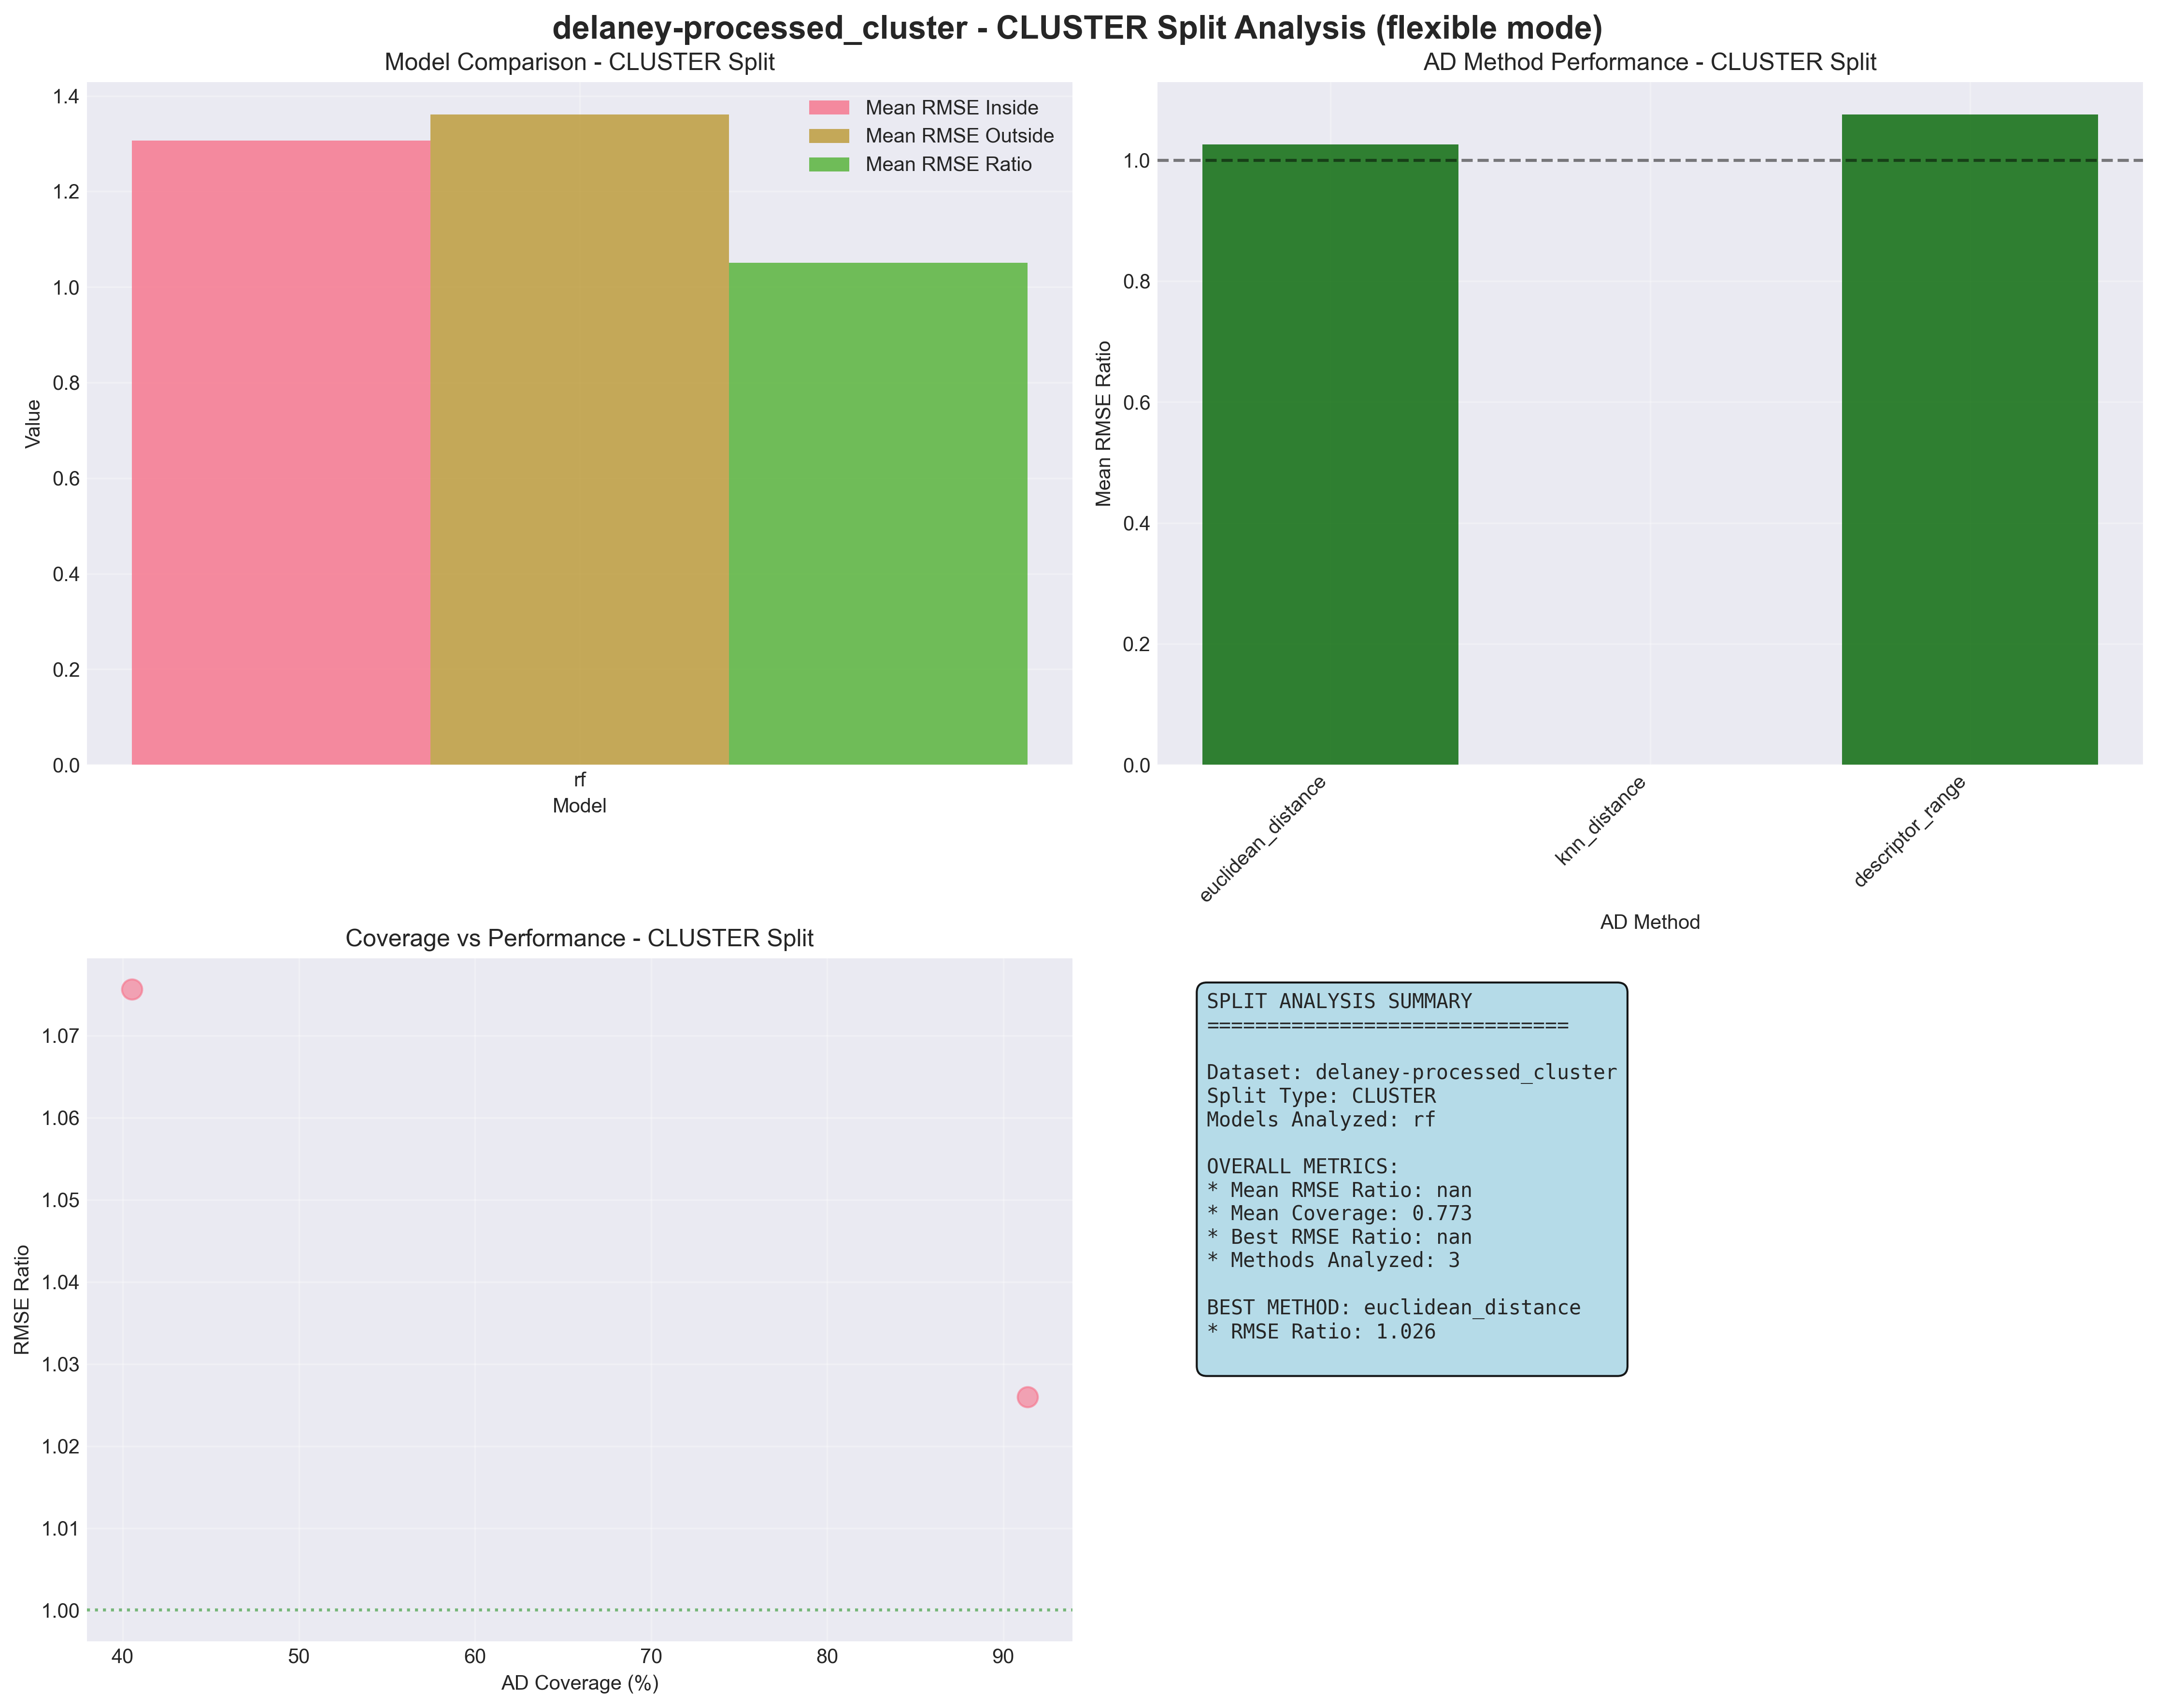 delaney-processed_cluster - CLUSTER Split Analysis (flexible mode)
Model Comparison - CLUSTER Split
1.4
1.2
1.0
0.8
0.6
0.4
0.2
0.0
Value
Mean RMSE Inside
Mean RMSE Outside
Mean RMSE Ratio
rf
Model
AD Method Performance - CLUSTER Split
1.0
0.8
0.6
0.4
0.2
0.0
Mean RMSE Ratio
euclidean_distance
knn_distance
descriptor_range
AD Method
Coverage vs Performance - CLUSTER Split
1.07
1.06
1.05
1.04
1.03
1.02
1.01
1.00
RMSE Ratio
40
50
60
70
80
90
AD Coverage (%)
SPLIT ANALYSIS SUMMARY
==============================
Dataset: delaney-processed_cluster
Split Type: CLUSTER
Models Analyzed: rf
OVERALL METRICS:
* Mean RMSE Ratio: nan
* Mean Coverage: 0.773
* Best RMSE Ratio: nan
* Methods Analyzed: 3
BEST METHOD: euclidean_distance
* RMSE Ratio: 1.026